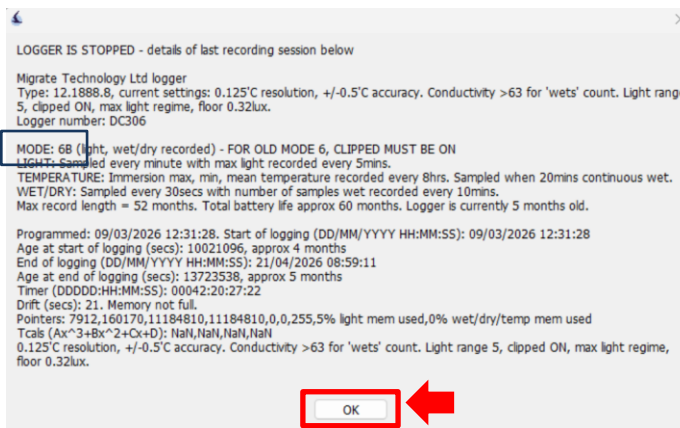 LOGGER IS STOPPED - details of last recording session below
Migrate Technology Ltd logger
Type: 12.1888.8, current settings: 0.125'C resolution, +/-0.5'C accuracy. Conductivity >63 for 'wets' count. Light rang
5, clipped ON, max light regime, floor 0.32lux.
Logger number: DC306
MODE: 6B (light, wet/dry recorded) - FOR OLD MODE 6, CLIPPED MUST BE ON
LIGHT: Sampled every minute with max light recorded every 5mins.
TEMPERATURE: Immersion max, min, mean temperature recorded every 8hrs. Sampled when 20mins continuous wet.
WET/DRY: Sampled every 30secs with number of samples wet recorded every 10mins.
Max record length = 52 months. Total battery life approx 60 months. Logger is currently 5 months old.
Programmed: 09/03/2026 12:31:28. Start of logging (DD/MM/YYYY HH:MM:SS): 09/03/2026 12:31:28
Age at start of logging (secs): 10021096, approx 4 months
End of logging (DD/MM/YYYY HH:MM:SS): 21/04/2026 08:59:11
Age at end of logging (secs): 13723538, approx 5 months
Timer (DDDDD:HH:MM:SS): 00042:20:27:22
Drift (secs): 21. Memory not full.
Pointers: 7912,160170,11184810,11184810,0,0,255,5% light mem used,0% wet/dry/temp mem used
Tcals (Ax^3+Bx^2+Cx+D): NaN,NaN,NaN,NaN
0.125'C resolution, +/-0.5'C accuracy. Conductivity >63 for 'wets' count. Light range 5, clipped ON, max light regime,
floor 0.32lux.
OK